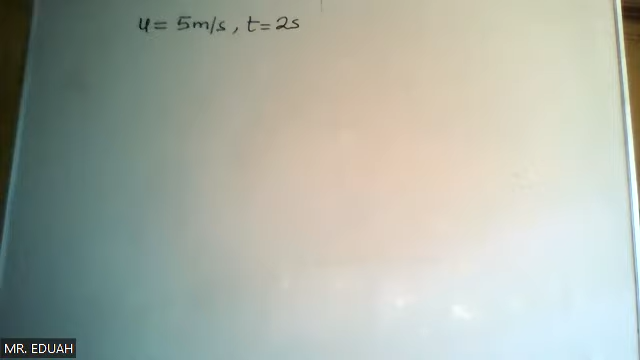 u = 5m/s, t = 2s
MR. EDUAH